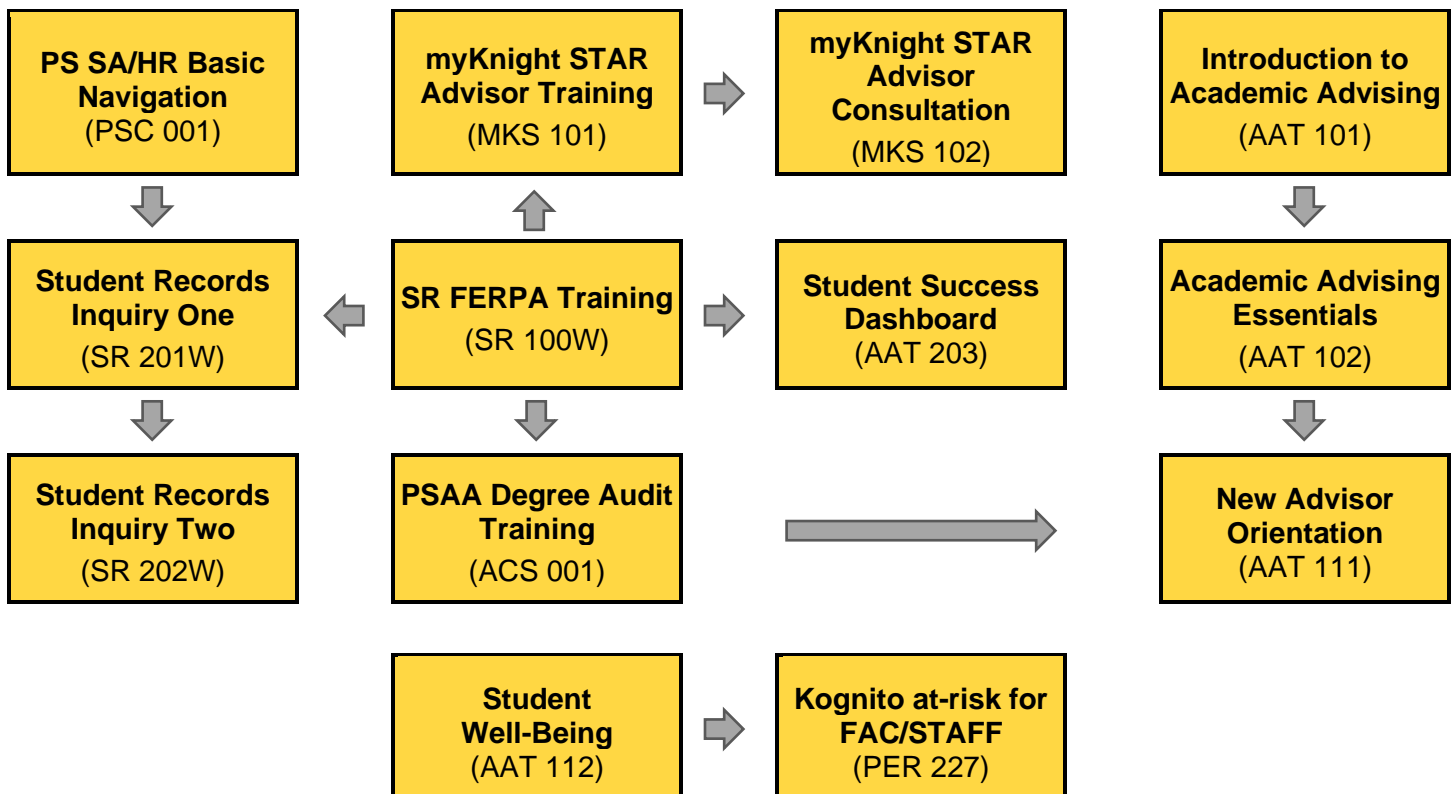 PS SA/HR Basic
Navigation
(PSC 001)
myKnight STAR
Advisor Training
(MKS 101)
myKnight STAR
Advisor
Consultation
(MKS 102)
Introduction to
Academic Advising
(AAT 101)
Student Records
Inquiry One
(SR 201W)
SR FERPA Training
(SR 100W)
Student Success
Dashboard
(AAT 203)
Academic Advising
Essentials
(AAT 102)
Student Records
Inquiry Two
(SR 202W)
PSAA Degree Audit
Training
(ACS 001)
New Advisor
Orientation
(AAT 111)
Student
Well-Being
(AAT 112)
Kognito at-risk for
FAC/STAFF
(PER 227)